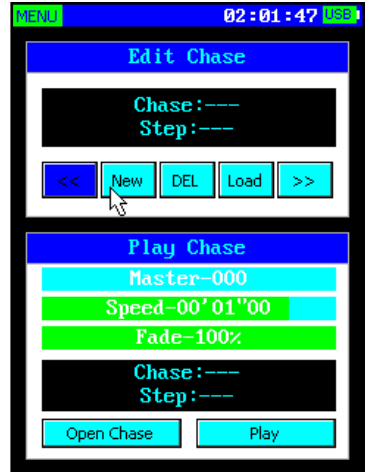 MENU 02:01:47 USB
Edit Chase
Chase:---
Step:---
<< New DEL Load >>
Play Chase
Master-000
Speed-00'01"00
Fade-100%
Chase:---
Step:---
Open Chase Play